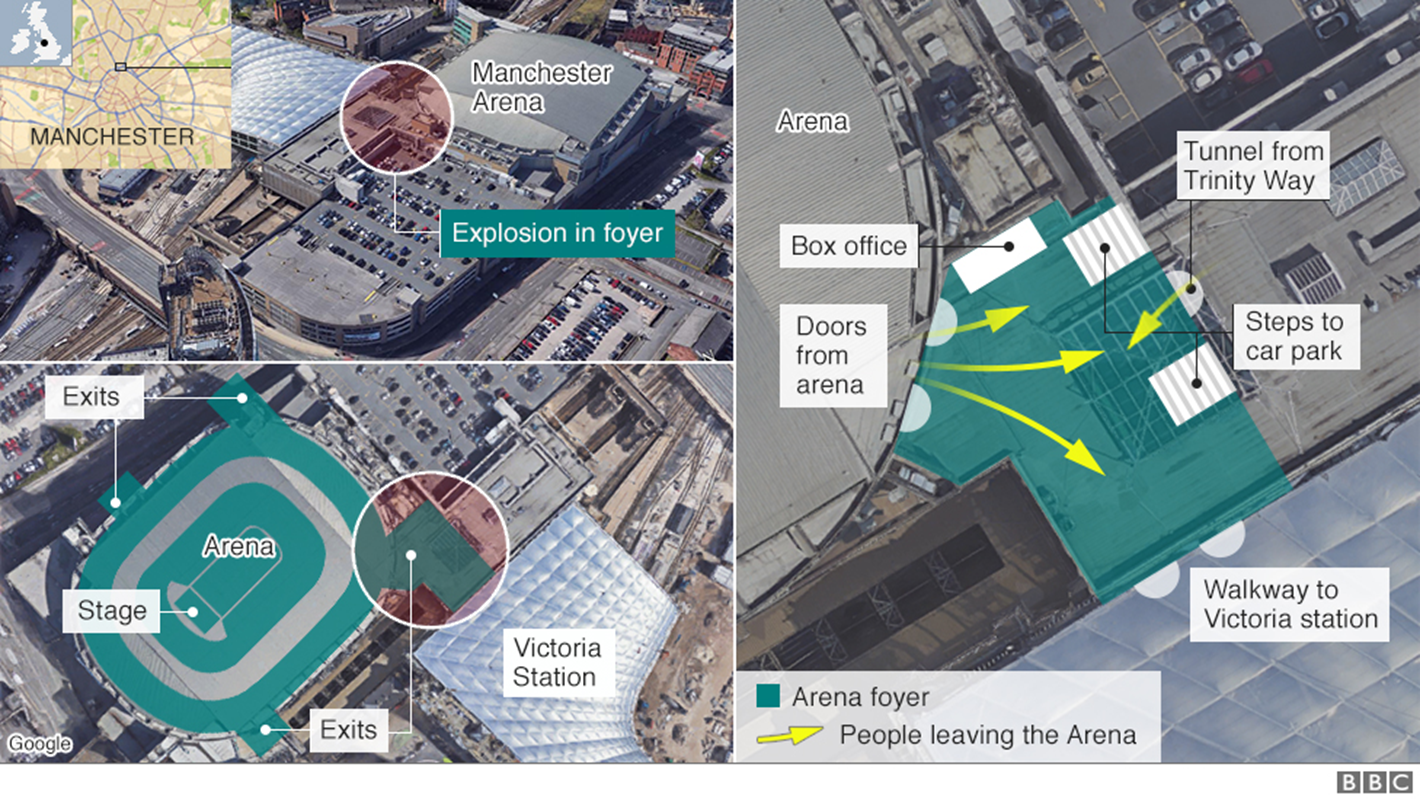 MANCHESTER
Manchester
Arena
Explosion in foyer
Exits
Arena
Stage
Exits
Victoria
Station
Google
Arena
Tunnel from
Trinity Way
Box office
Doors
from
arena
Steps to
car park
Walkway to
Victoria station
Arena foyer
People leaving the Arena
BBC